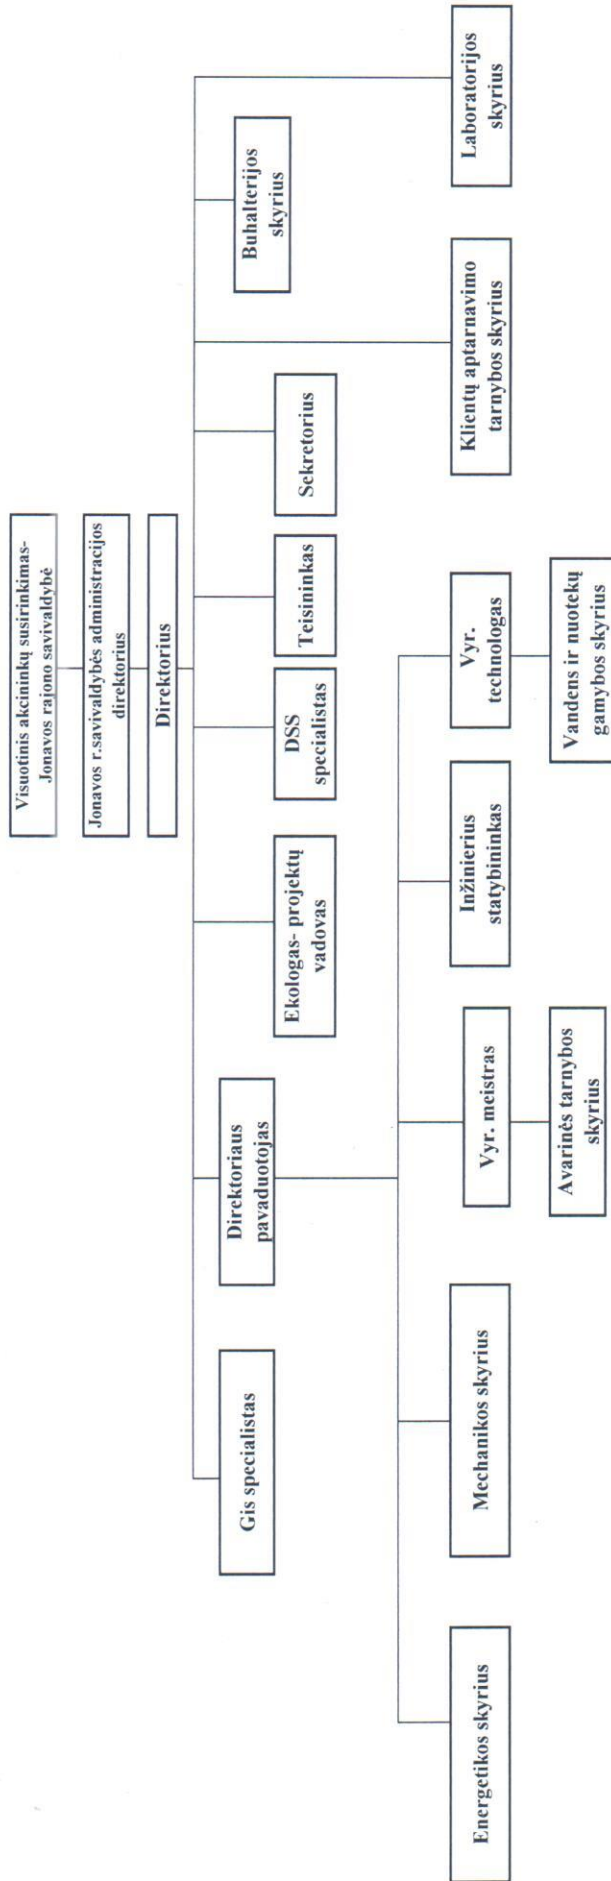 Visuotinis akcininkų susirinkimas-
Jonavos rajono savivaldybė
Jonavos r.savivaldybės administracijos
direktorius
Direktorius
Gis specialistas
Direktoriaus
pavaduotojas
Ekologas- projektų
vadovas
DSS
specialistas
Teisininkas
Sekretorius
Buhalterijos
skyrius
Energetikos skyrius
Mechanikos skyrius
Vyr. meistras
Inžinierius
statybininkas
Vyr.
technologas
Klientų aptarnavimo
tarnybos skyrius
Laboratorijos
skyrius
Avarinės tarnybos
skyrius
Vandens ir nuotekų
gamybos skyrius